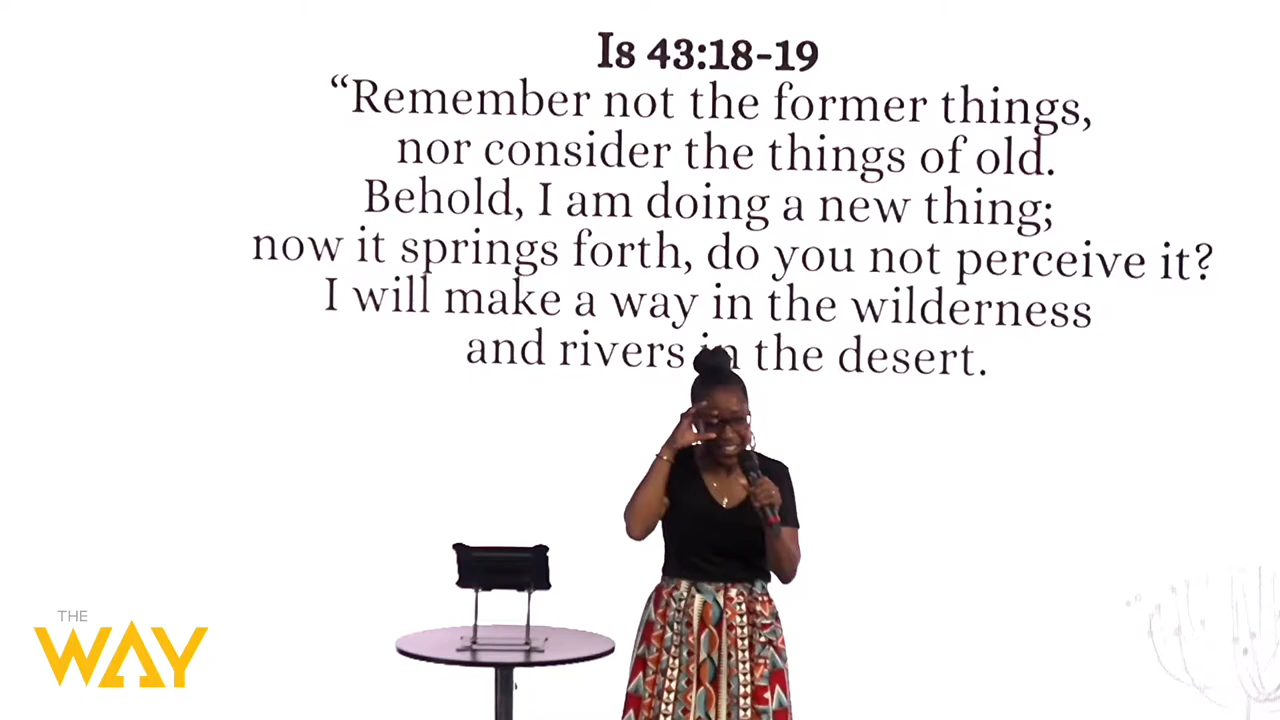 Is 43:18-19
“Remember not the former things,
nor consider the things of old.
Behold, I am doing a new thing;
now it springs forth, do you not perceive it?
I will make a way in the wilderness
and rivers in the desert.
THE
WAY